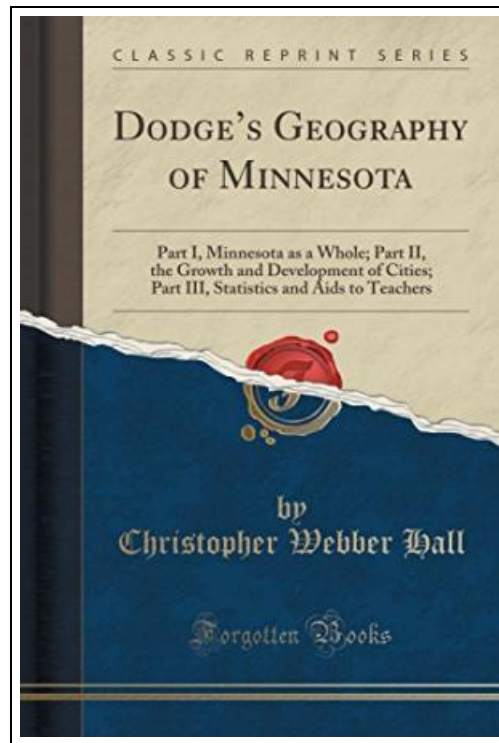 CLASSIC REPRINT SERIES
DODGE'S GEOGRAPHY
OF MINNESOTA
Part I, Minnesota as a Whole; Part II,
the Growth and Development of Cities;
Part III, Statistics and Aids to Teachers
by
Christopher Webber Hall
Forgotten Books